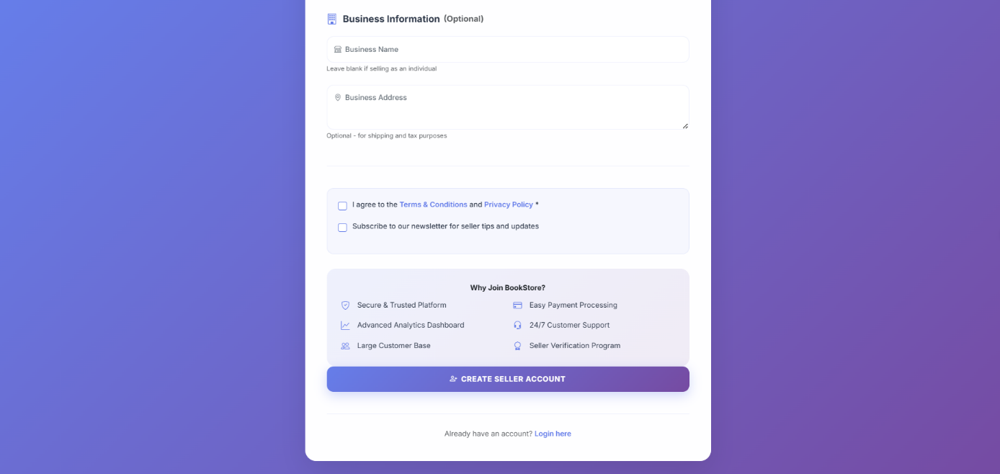 Business Information (Optional)
Business Name
Leave blank if selling as an individual
Business Address
Optional - for shipping and tax purposes
I agree to the Terms & Conditions and Privacy Policy *
Subscribe to our newsletter for seller tips and updates
Why Join BookStore?
Secure & Trusted Platform
Easy Payment Processing
Advanced Analytics Dashboard
24/7 Customer Support
Large Customer Base
Seller Verification Program
CREATE SELLER ACCOUNT
Already have an account? Login here